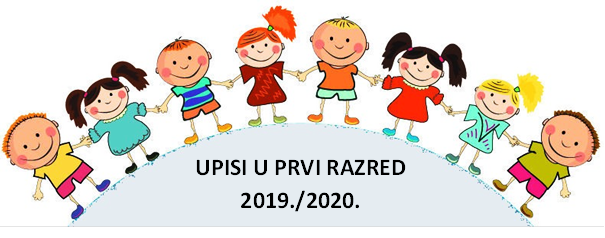 UPISI U PRVI RAZRED
2019./2020.